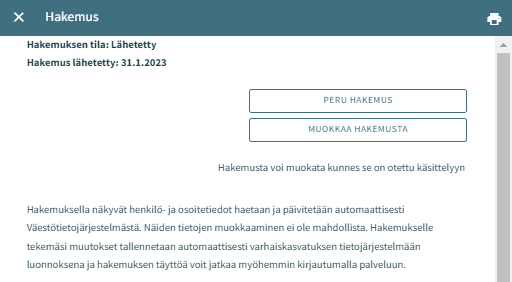 Hakemus
Hakemuksen tila: Lähetetty
Hakemus lähetetty: 31.1.2023
PERU HAKEMUS
MUOKKAA HAKEMUSTA
Hakemusta voi muokata kunnes se on otettu käsittelyyn
Hakemuksella näkyvät henkilö- ja osoitetiedot haetaan ja päivitetään automaattisesti
Väestötietojärjestelmästä. Näiden tietojen muokkaaminen ei ole mahdollista. Hakemukselle
tekemäsi muutokset tallennetaan automaattisesti varhaiskasvatuksen tietojärjestelmään
luonnoksena ja hakemuksen täyttöä voit jatkaa myöhemmin kirjautumalla palveluun.